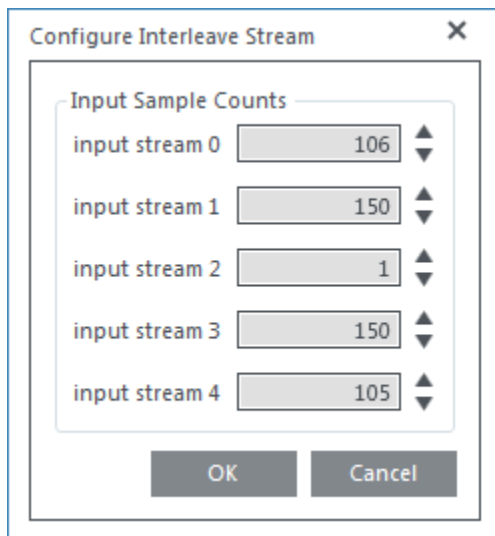 Configure Interleave Stream
Input Sample Counts
input stream 0 106
input stream 1 150
input stream 2 1
input stream 3 150
input stream 4 105
OK Cancel